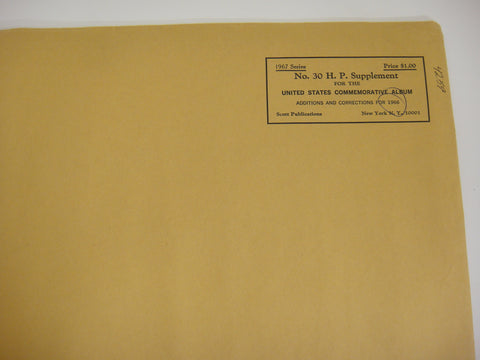 1967 Series Price $1.00
No. 30 H. P. Supplement
FOR THE
UNITED STATES COMMEMORATIVE ALBUM
ADDITIONS AND CORRECTIONS FOR 1966
Scott Publications New York N. Y. 10001